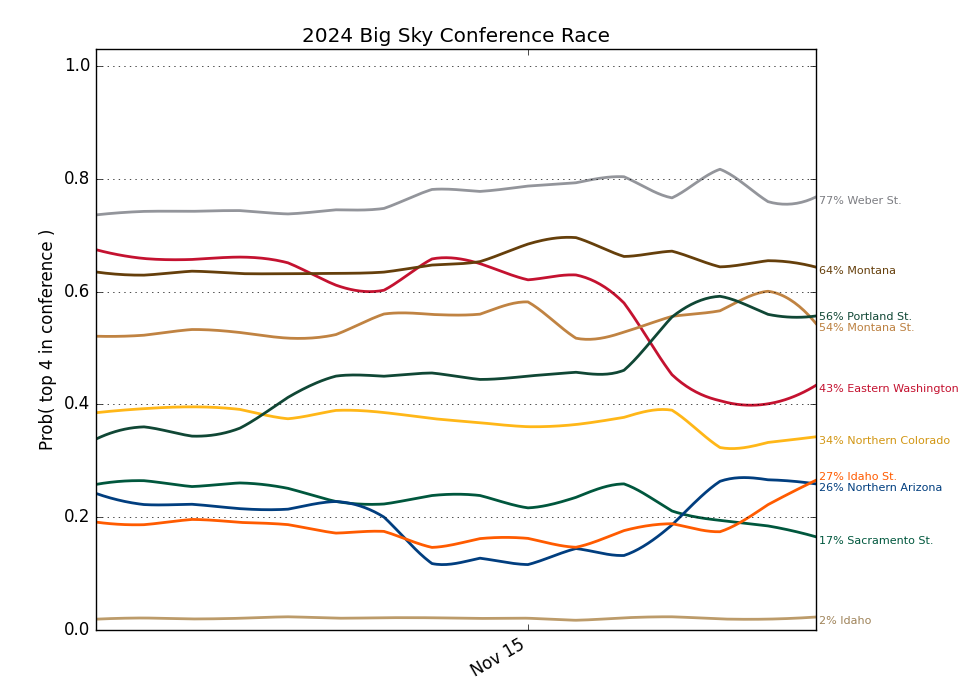 2024 Big Sky Conference Race
1.0
0.8
0.6
0.4
0.2
0.0
Prob( top 4 in conference )
Nov 15
77% Weber St.
64% Montana
56% Portland St.
54% Montana St.
43% Eastern Washington
34% Northern Colorado
27% Idaho St.
26% Northern Arizona
17% Sacramento St.
2% Idaho